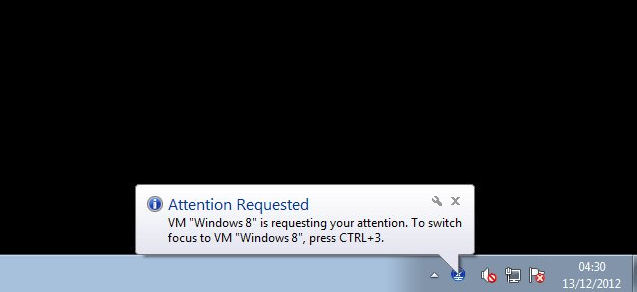 Attention Requested
VM "Windows 8" is requesting your attention. To switch
focus to VM "Windows 8", press CTRL+3.
04:30
13/12/2012